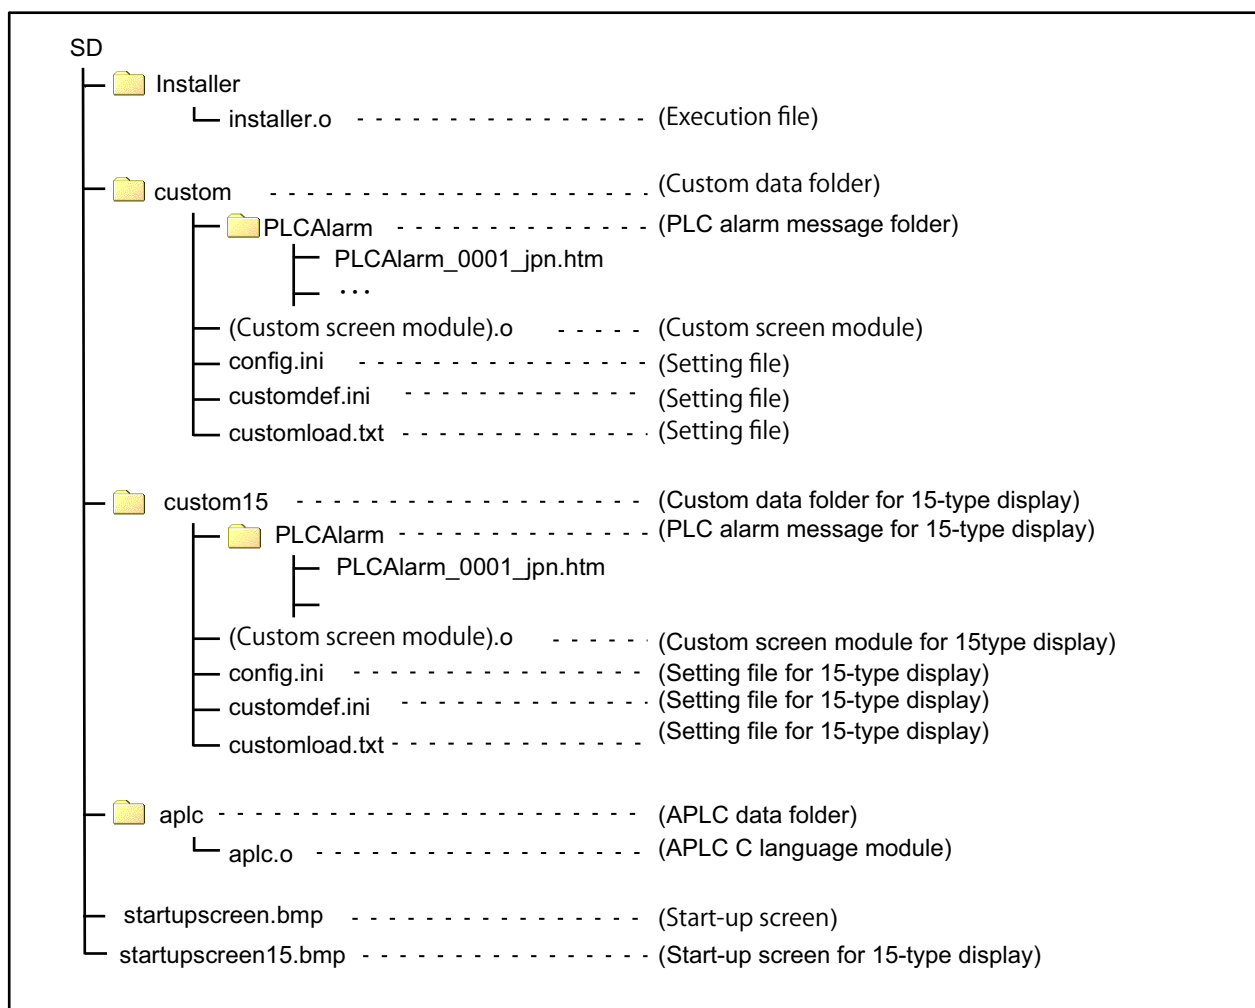 SD
Installer
installer.o - - - - - - - - - - - - - - - - - (Execution file)
custom - - - - - - - - - - - - - - - - - - - - - - (Custom data folder)
PLCAlarm - - - - - - - - - - - - - - - (PLC alarm message folder)
PLCAlarm_0001_jpn.htm
･･･
(Custom screen module).o - - - - - (Custom screen module)
config.ini - - - - - - - - - - - - - - - - - (Setting file)
customdef.ini - - - - - - - - - - - - - - (Setting file)
customload.txt - - - - - - - - - - - - - - - (Setting file)
custom15 - - - - - - - - - - - - - - - - - - - - (Custom data folder for 15-type display)
PLCAlarm - - - - - - - - - - - - - - - (PLC alarm message for 15-type display)
PLCAlarm_0001_jpn.htm
(Custom screen module).o - - - - - - (Custom screen module for 15type display)
config.ini - - - - - - - - - - - - - - - - - (Setting file for 15-type display)
customdef.ini - - - - - - - - - - - - - - (Setting file for 15-type display)
customload.txt - - - - - - - - - - - - - - - (Setting file for 15-type display)
aplc - - - - - - - - - - - - - - - - - - - - - - - - - (APLC data folder)
aplc.o - - - - - - - - - - - - - - - - - - - (APLC C language module)
startupscreen.bmp - - - - - - - - - - - - - - - - - (Start-up screen)
startupscreen15.bmp - - - - - - - - - - - - - - - - - (Start-up screen for 15-type display)